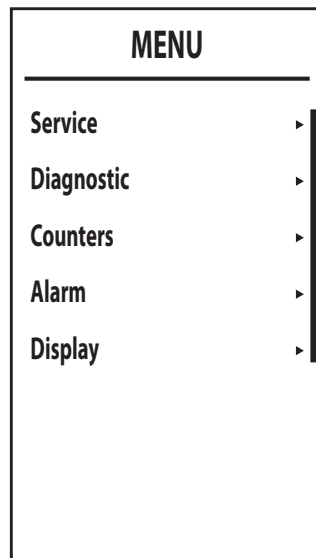 MENU
Service
Diagnostic
Counters
Alarm
Display